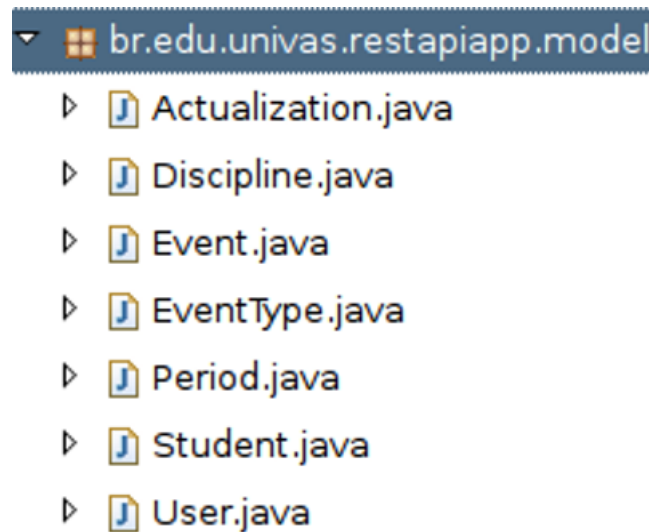 br.edu.univas.restapiapp.model
Actualization.java
Discipline.java
Event.java
EventType.java
Period.java
Student.java
User.java